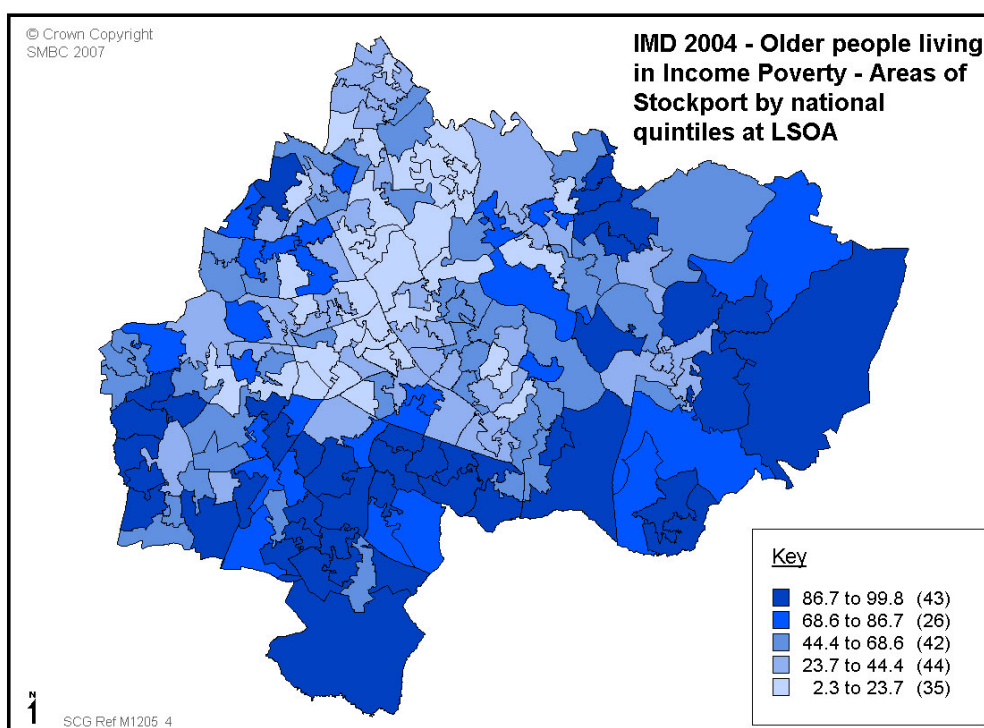 © Crown Copyright
SMBC 2007
IMD 2004 - Older people living
in Income Poverty - Areas of
Stockport by national
quintiles at LSOA
Key
86.7 to 99.8 (43)
68.6 to 86.7 (26)
44.4 to 68.6 (42)
23.7 to 44.4 (44)
2.3 to 23.7 (35)
N
SCG Ref M1205_4